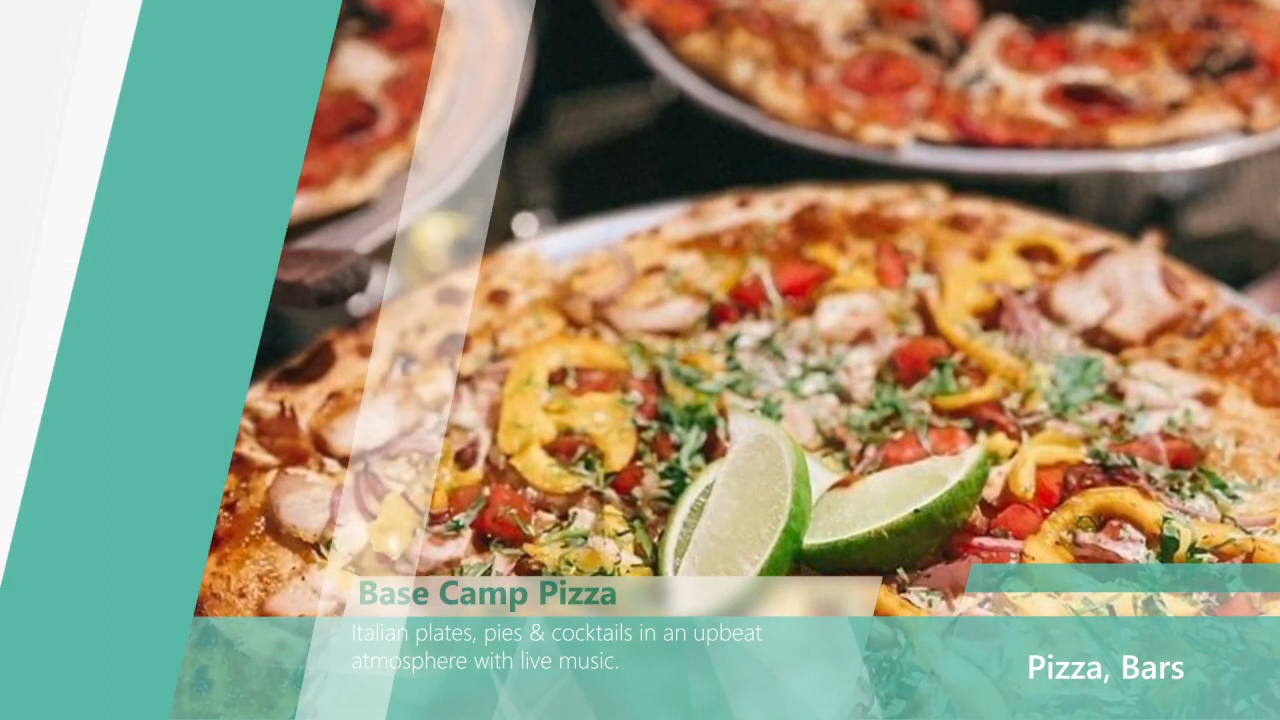 Base Camp Pizza
Italian plates, pies & cocktails in an upbeat
atmosphere with live music.
Pizza, Bars